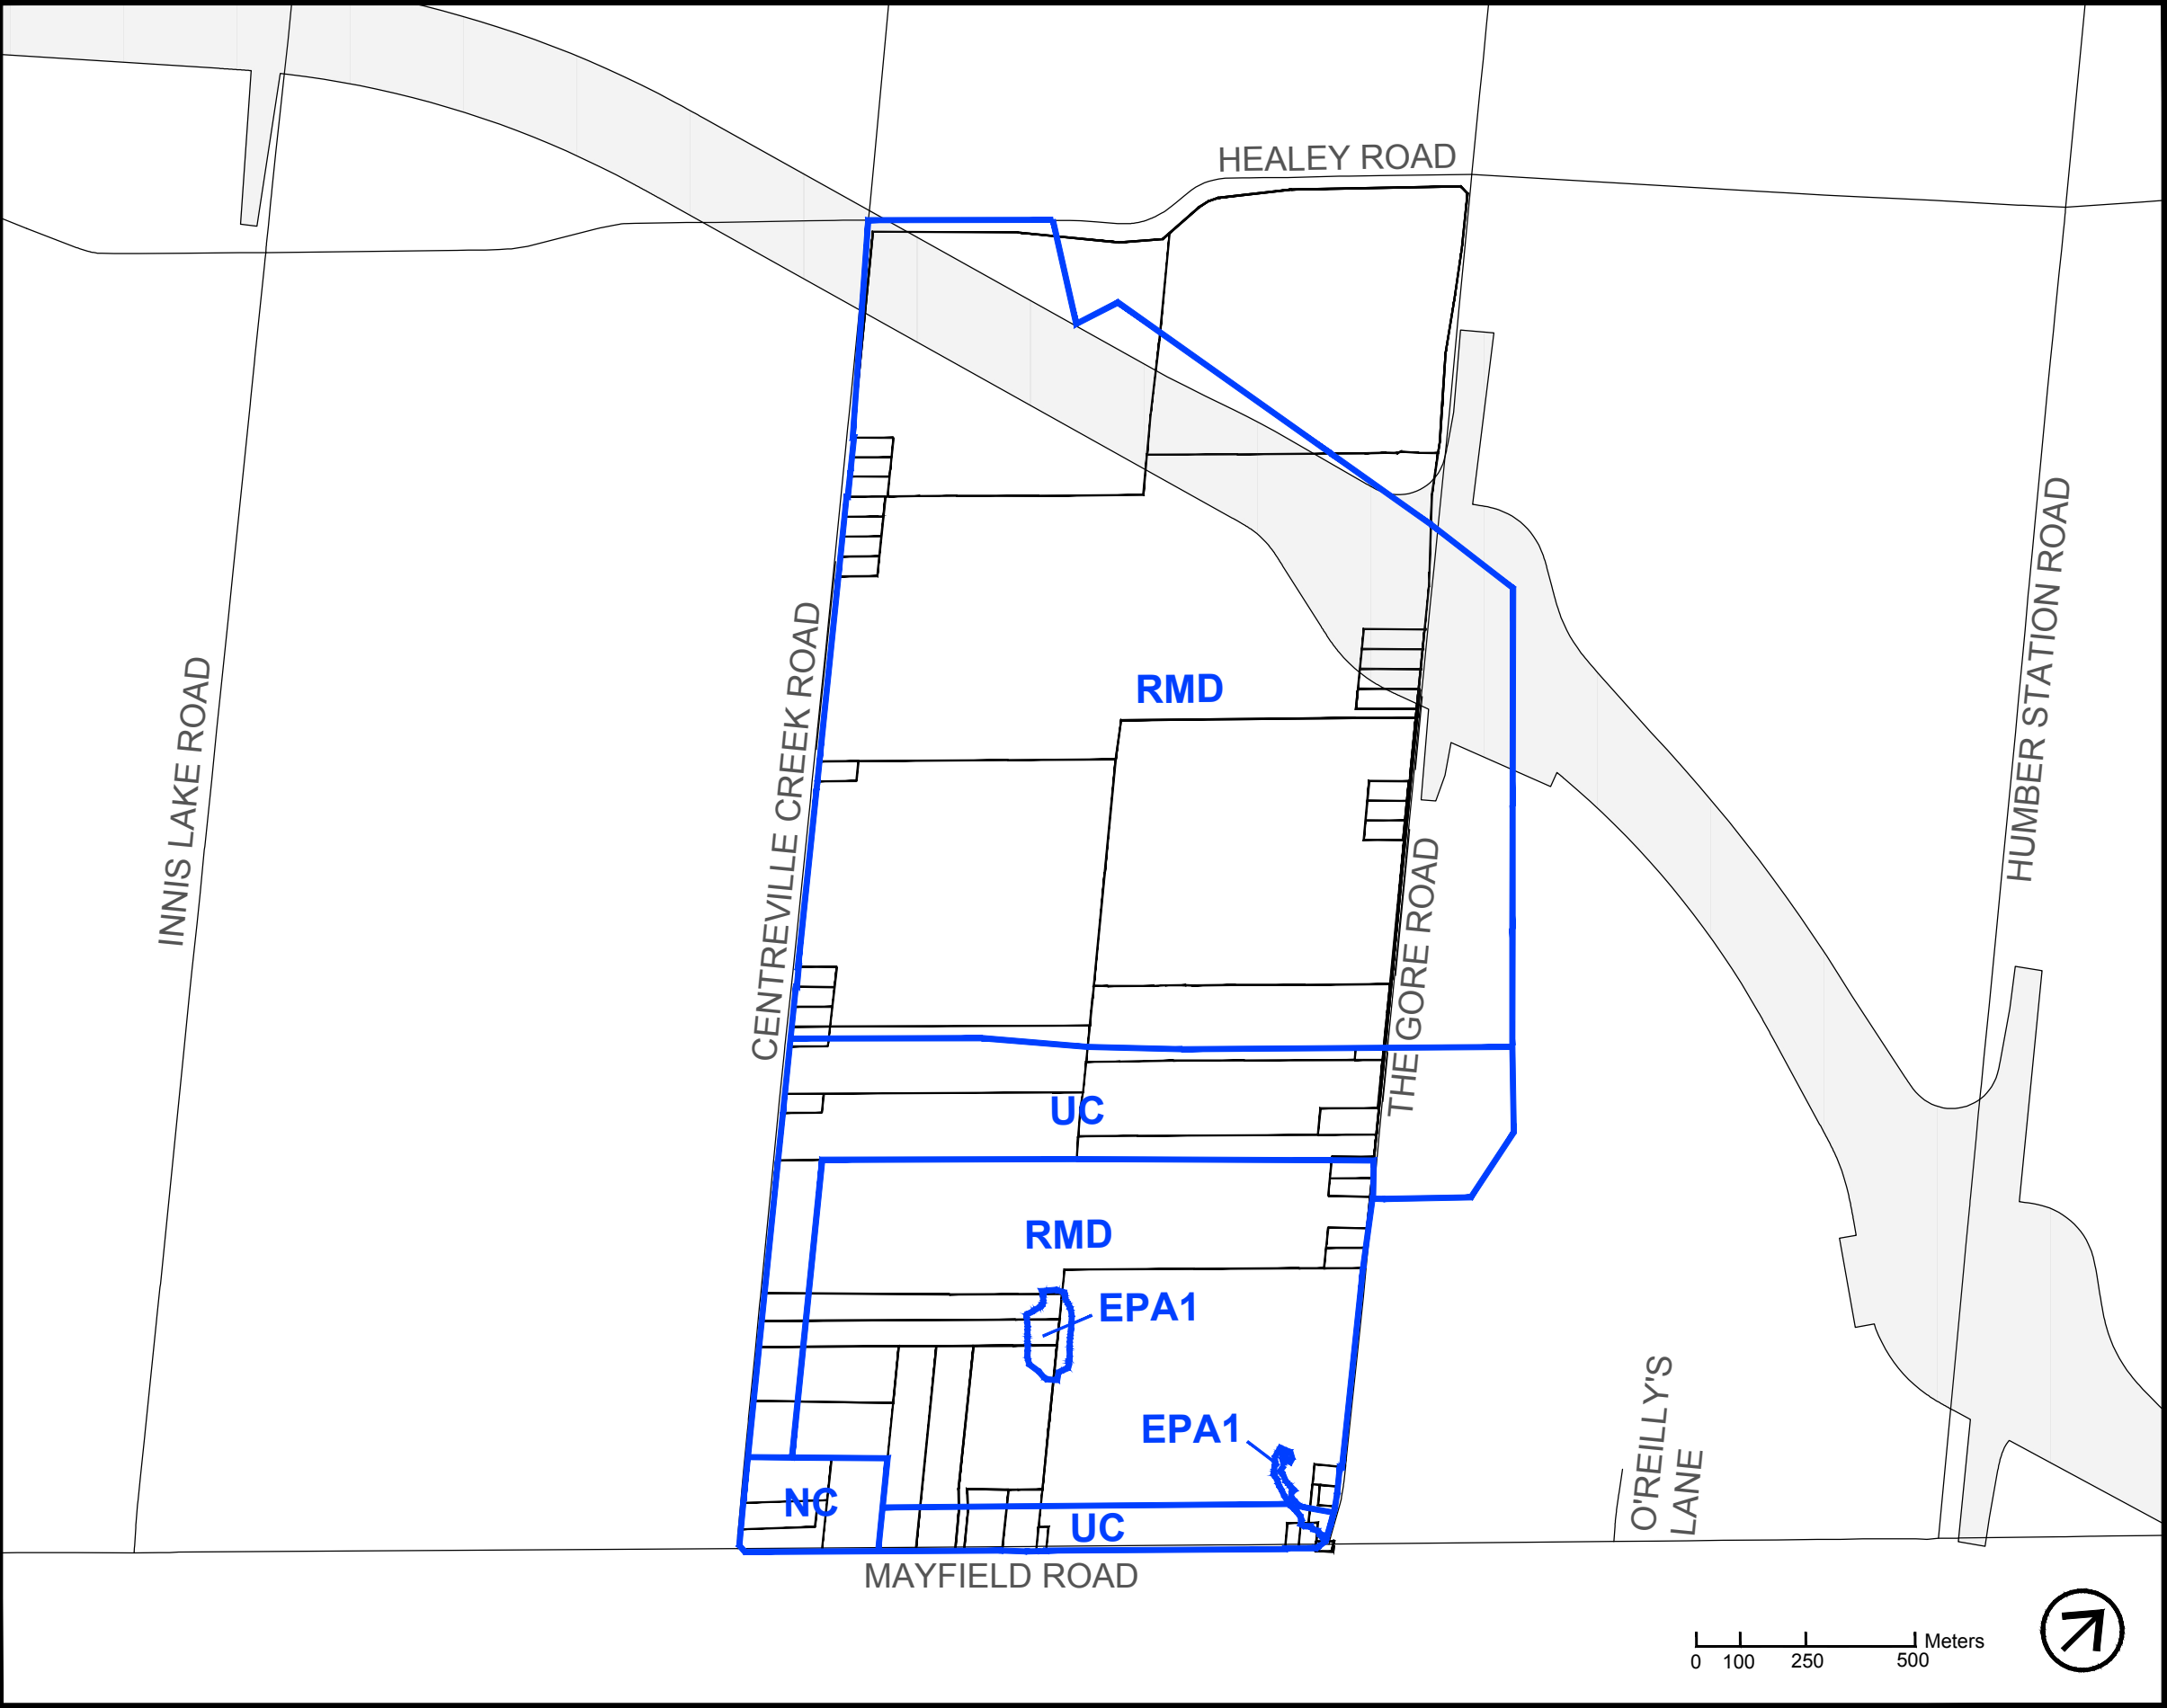 HEALEY ROAD
HUMBER STATION ROAD
CENTREVILLE CREEK ROAD
INNIS LAKE ROAD
RMD
THE GORE ROAD
UC
RMD
EPA1
EPA1
O'REILLY'S
LANE
NC
UC
MAYFIELD ROAD
Meters
0 100 250 500